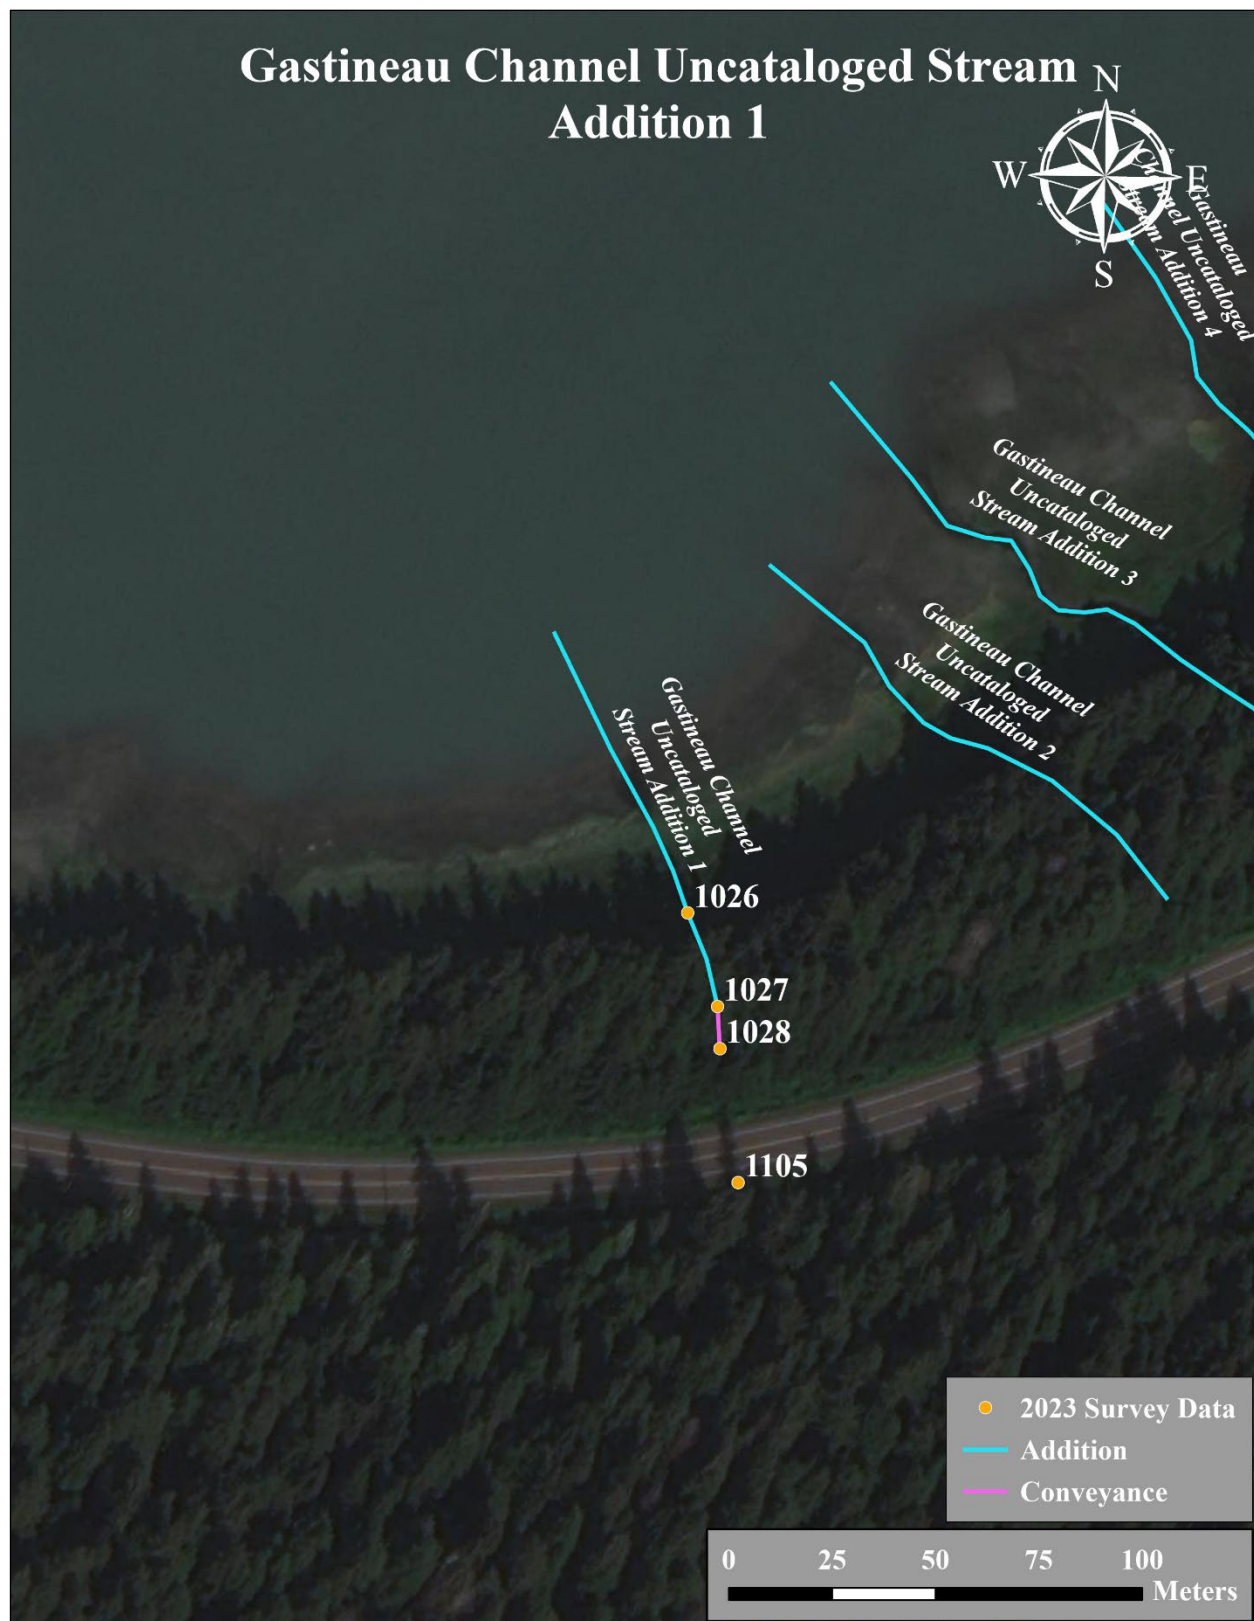 Gastineau Channel Uncataloged Stream
Addition 1
N
W
E
S
Gastineau
Channel Uncataloged
Stream Addition 4
Gastineau Channel
Uncataloged
Stream Addition 3
Gastineau Channel
Uncataloged
Stream Addition 2
Gastineau Channel
Uncataloged
Stream Addition 1
1026
1027
1028
1105
2023 Survey Data
Addition
Conveyance
0 25 50 75 100
Meters